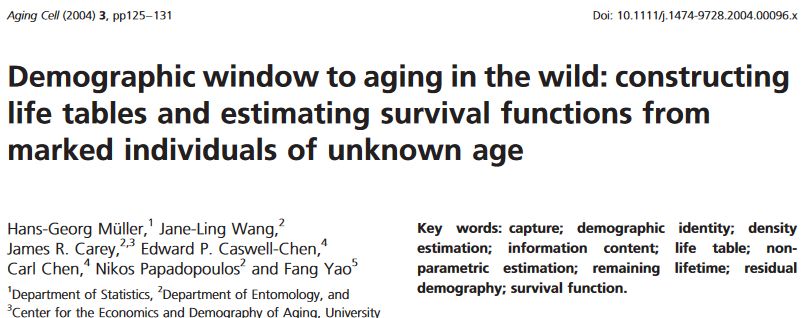 Aging Cell (2004) 3, pp125–131
Doi: 10.1111/j.1474-9728.2004.00096.x
Demographic window to aging in the wild: constructing
life tables and estimating survival functions from
marked individuals of unknown age
Hans-Georg Müller,1 Jane-Ling Wang,2
James R. Carey,2,3 Edward P. Caswell-Chen,4
Carl Chen,4 Nikos Papadopoulos2 and Fang Yao5
1Department of Statistics, 2Department of Entomology, and
3Center for the Economics and Demography of Aging, University
Key words: capture; demographic identity; density
estimation; information content; life table; non-
parametric estimation; remaining lifetime; residual
demography; survival function.